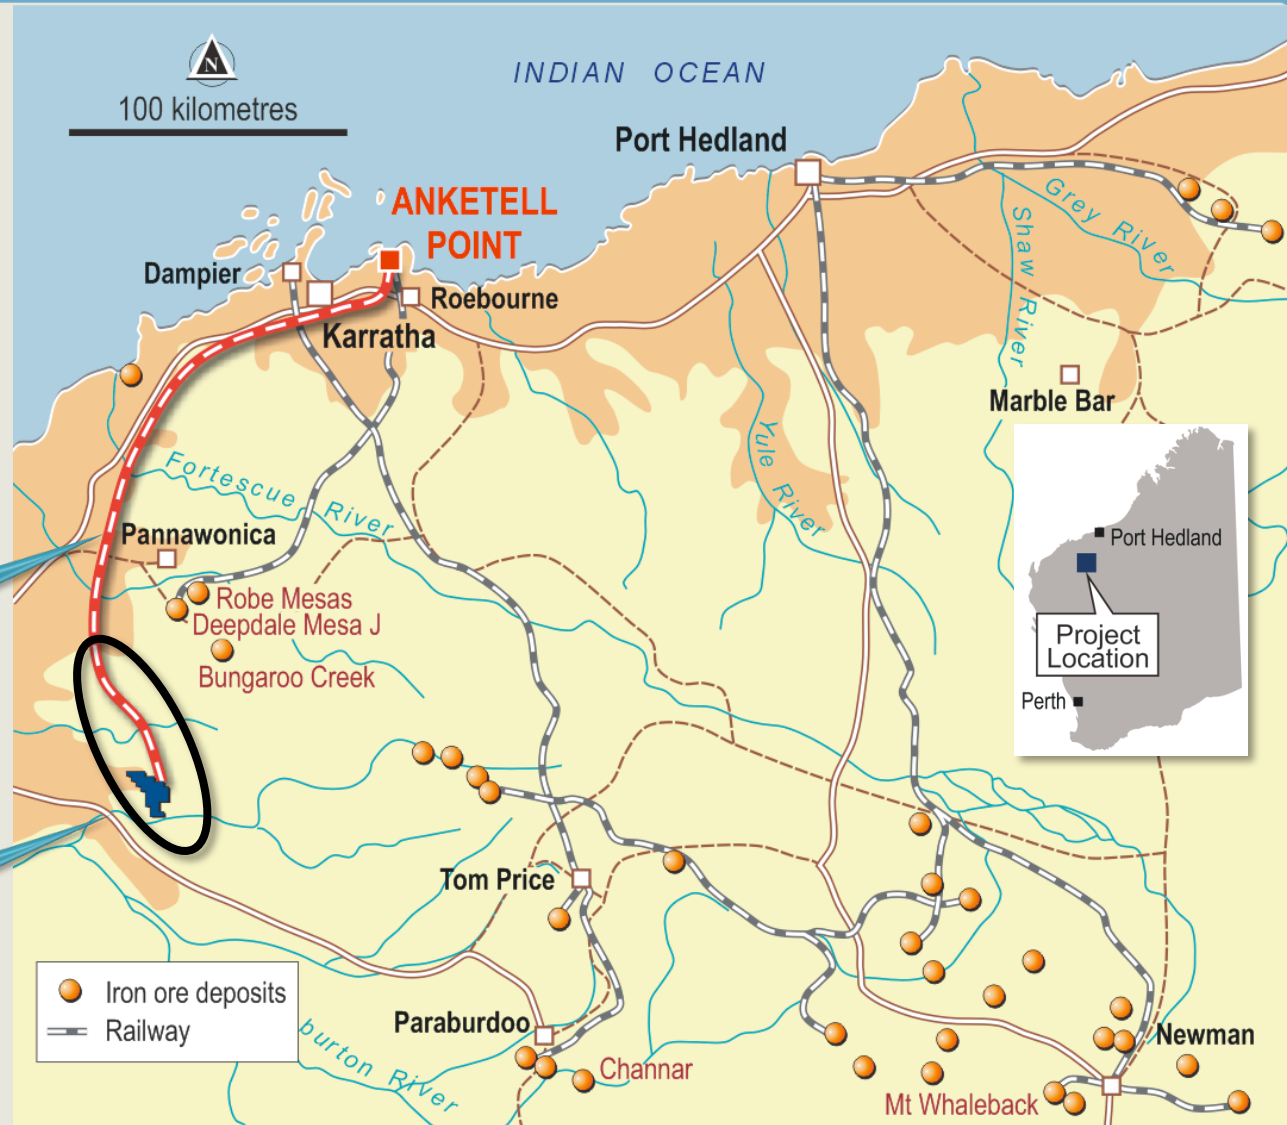 INDIAN OCEAN
N
100 kilometres
Port Hedland
ANKETELL
POINT
Dampier
Roebourne
Karratha
Grey River
Shaw River
Marble Bar
Yule River
Fortescue River
Pannawonica
Robe Mesas
Deepdale Mesa J
Bungaroo Creek
Port Hedland
Project
Location
Perth
Tom Price
Iron ore deposits
Railway
burton River
Paraburdoo
Channar
Newman
Mt Whaleback